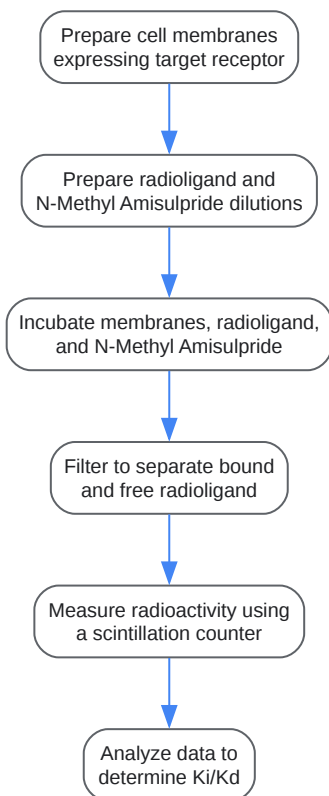 Prepare cell membranes
expressing target receptor
Prepare radioligand and
N-Methyl Amisulpride dilutions
Incubate membranes, radioligand,
and N-Methyl Amisulpride
Filter to separate bound
and free radioligand
Measure radioactivity using
a scintillation counter
Analyze data to
determine Ki/Kd